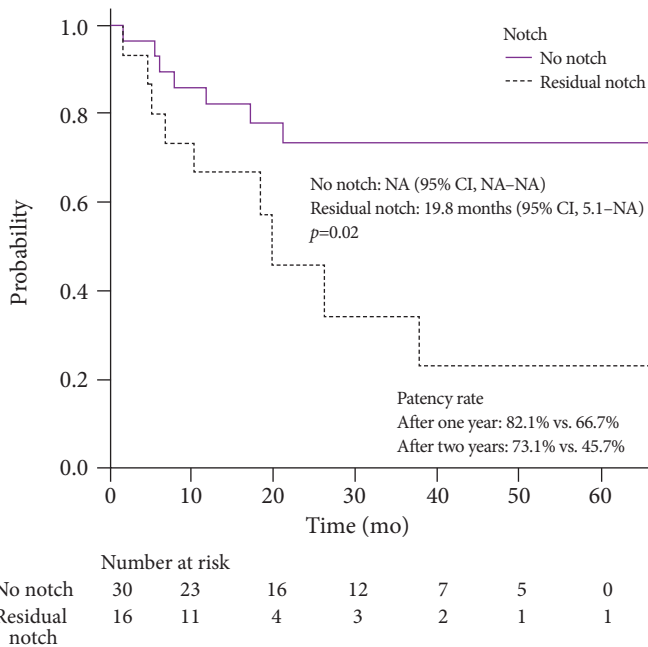 Notch
No notch
Residual notch
1.0
0.8
0.6
0.4
0.2
0.0
Probability
No notch: NA (95% CI, NA–NA)
Residual notch: 19.8 months (95% CI, 5.1–NA)
p=0.02
Patency rate
After one year: 82.1% vs. 66.7%
After two years: 73.1% vs. 45.7%
0 10 20 30 40 50 60
Time (mo)
Number at risk
No notch 30 23 16 12 7 5 0
Residual 16 11 4 3 2 1 1
notch